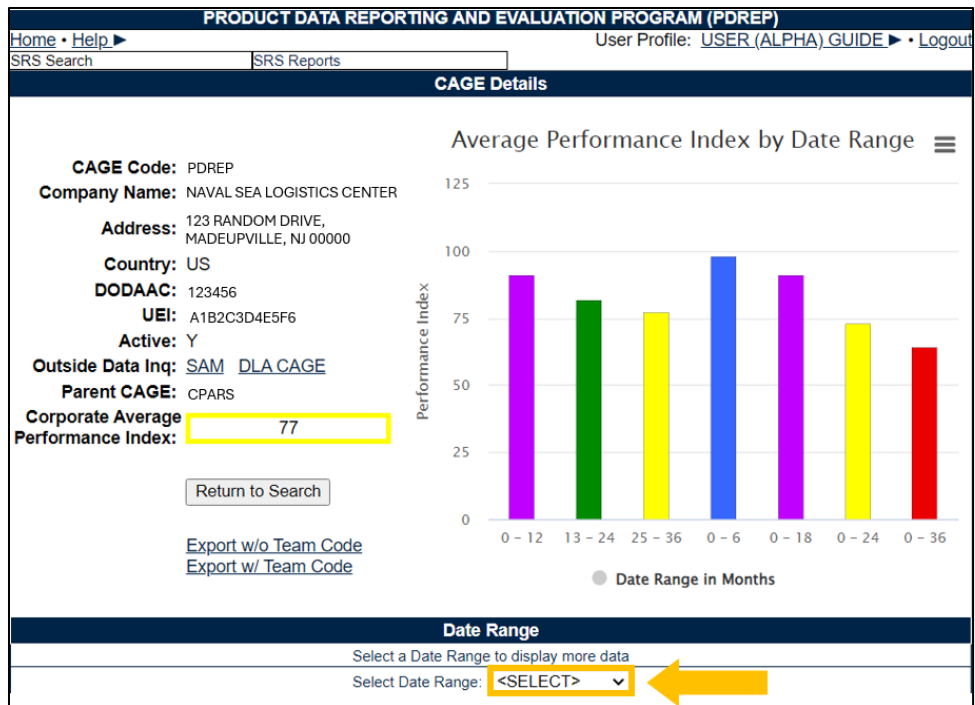 PRODUCT DATA REPORTING AND EVALUATION PROGRAM (PDREP)
Home • Help ▶ User Profile: USER (ALPHA) GUIDE ▶ • Logout
SRS Search SRS Reports
CAGE Details
CAGE Code: PDREP
Company Name: NAVAL SEA LOGISTICS CENTER
Address: 123 RANDOM DRIVE,
MADEUPVILLE, NJ 00000
Country: US
DODAAC: 123456
UEI: A1B2C3D4E5F6
Active: Y
Outside Data Inq: SAM DLA CAGE
Parent CAGE: CPARS
Corporate Average
Performance Index: 77
Return to Search
Export w/o Team Code
Export w/ Team Code
Average Performance Index by Date Range
Performance Index
125
100
75
50
25
0
0 – 12 13 – 24 25 – 36 0 – 6 0 – 18 0 – 24 0 – 36
Date Range in Months
Date Range
Select a Date Range to display more data
Select Date Range: <SELECT>